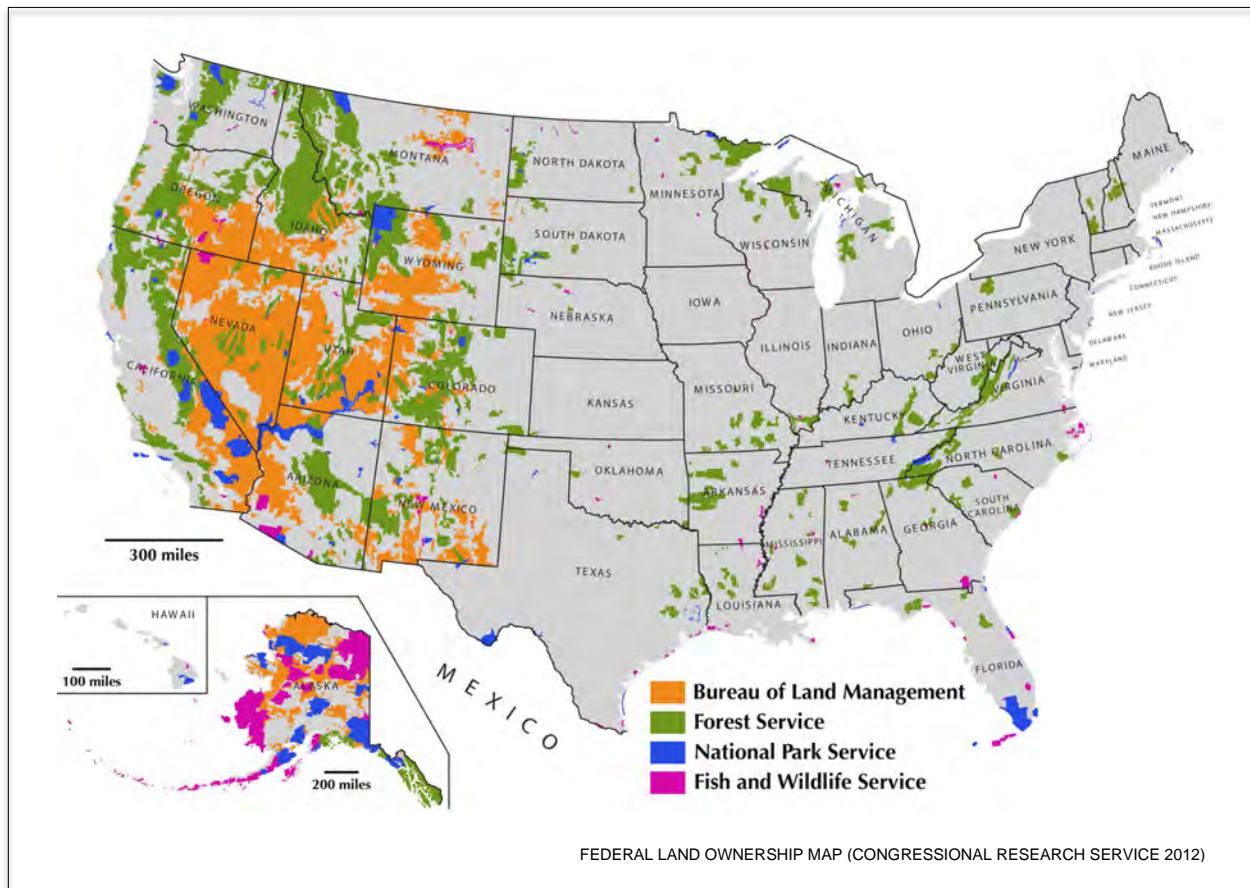 WASHINGTON
MONTANA
NORTH DAKOTA
MINNESOTA
MICHIGAN
MAINE
OREGON
IDAHO
WYOMING
SOUTH DAKOTA
WISCONSIN
NEW YORK
VERMONT
NEW HAMPSHIRE
MASSACHUSETTS
RHODE ISLAND
CONNECTICUT
NEW JERSEY
DELAWARE
MARYLAND
NEVADA
UTAH
COLORADO
NEBRASKA
IOWA
ILLINOIS
INDIANA
OHIO
PENNSYLVANIA
CALIFORNIA
KANSAS
MISSOURI
KENTUCKY
WEST
VIRGINIA
VIRGINIA
ARIZONA
NEW MEXICO
OKLAHOMA
ARKANSAS
TENNESSEE
NORTH CAROLINA
SOUTH
CAROLINA
TEXAS
LOUISIANA
MISSISSIPPI
ALABAMA
GEORGIA
FLORIDA
300 miles
HAWAII
100 miles
ALASKA
200 miles
MEXICO
Bureau of Land Management
Forest Service
National Park Service
Fish and Wildlife Service
FEDERAL LAND OWNERSHIP MAP (CONGRESSIONAL RESEARCH SERVICE 2012)